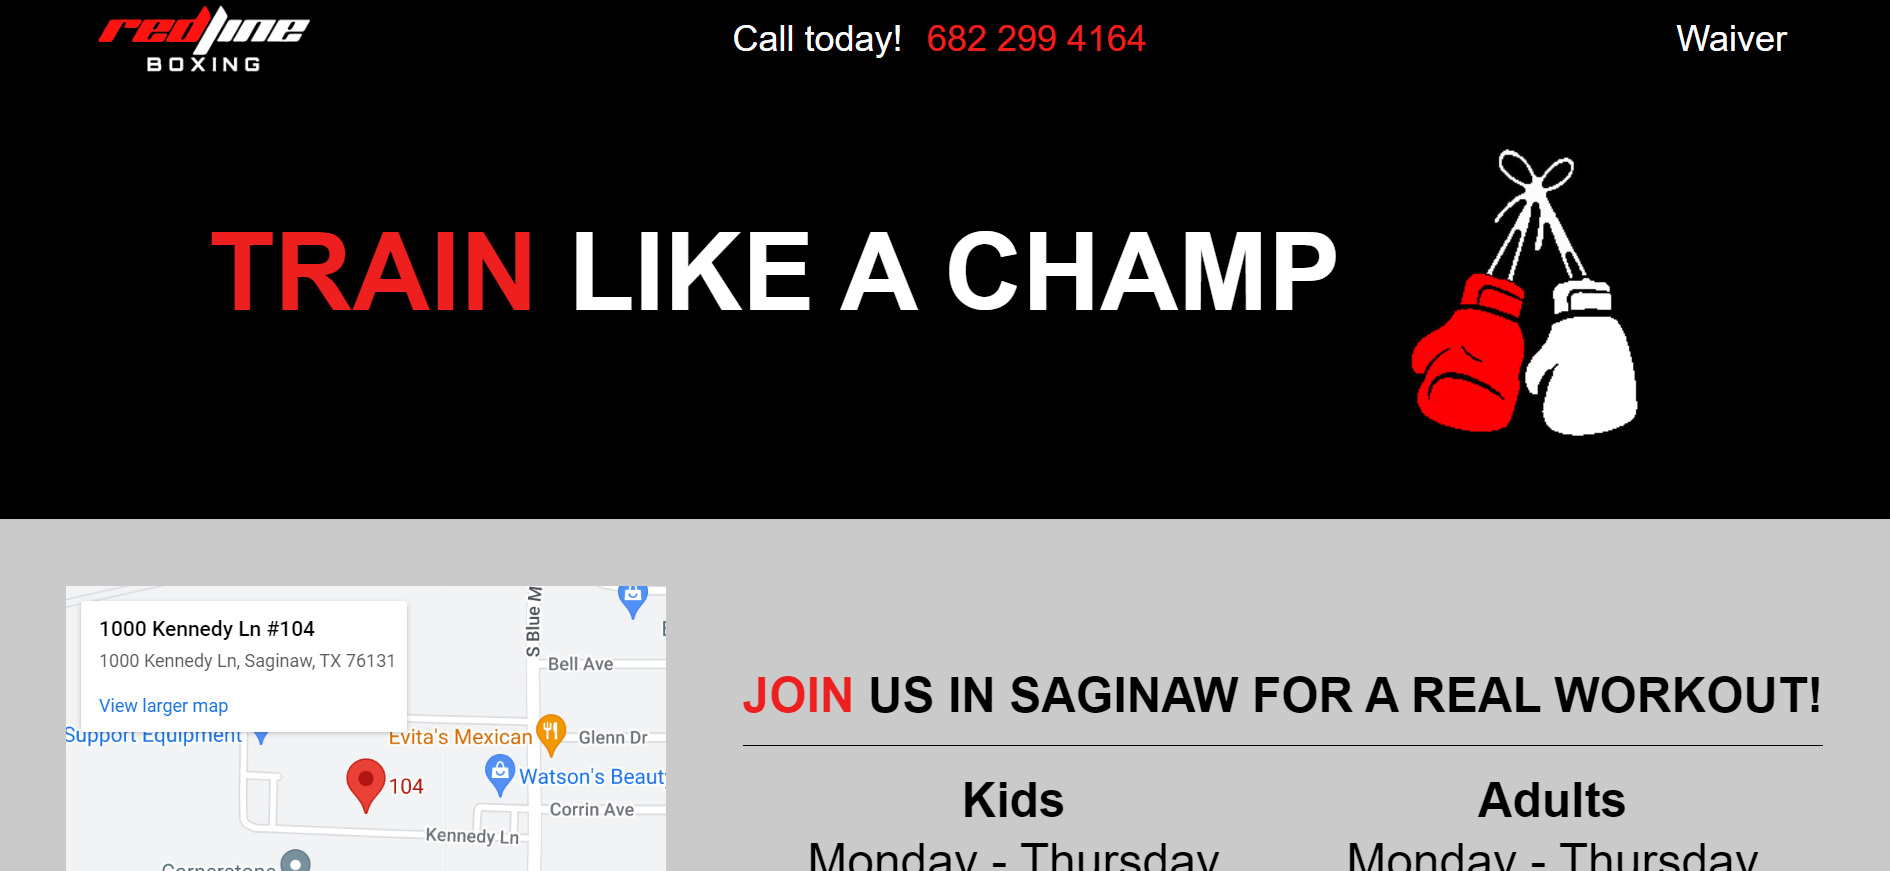 redline
BOXING
Call today! 682 299 4164
Waiver
TRAIN LIKE A CHAMP
1000 Kennedy Ln #104
1000 Kennedy Ln, Saginaw, TX 76131
View larger map
S Blue M
Bell Ave
Support Equipment
Evita's Mexican
Glenn Dr
104
Watson's Beauty
Corrin Ave
Kennedy Ln
Cornerstone
JOIN US IN SAGINAW FOR A REAL WORKOUT!
Kids
Monday - Thursday
Adults
Monday - Thursday